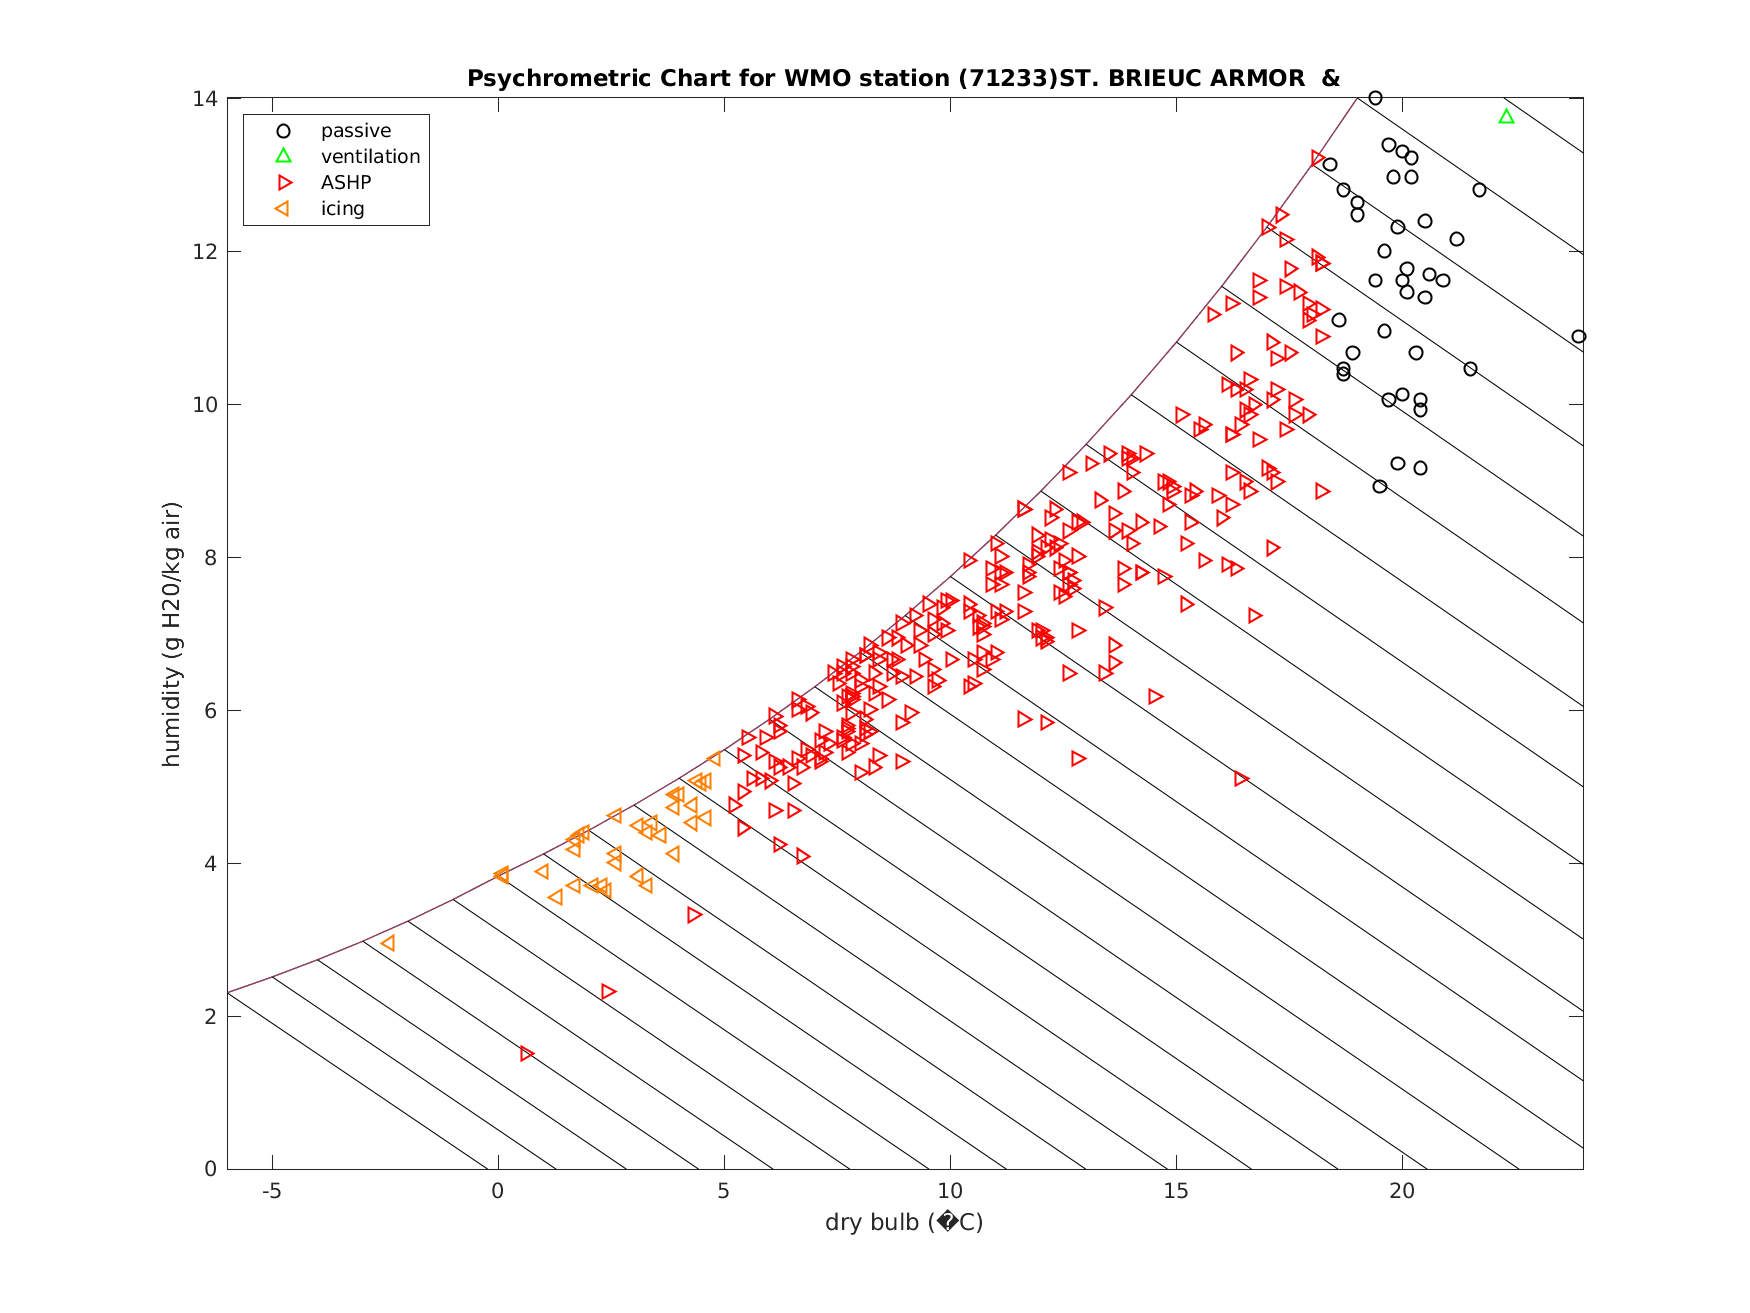 Psychrometric Chart for WMO station (71233)ST. BRIEUC ARMOR  &
passive
ventilation
ASHP
icing
humidity (g H20/kg air)
14
12
10
8
6
4
2
0
-5 0 5 10 15 20
dry bulb (�C)